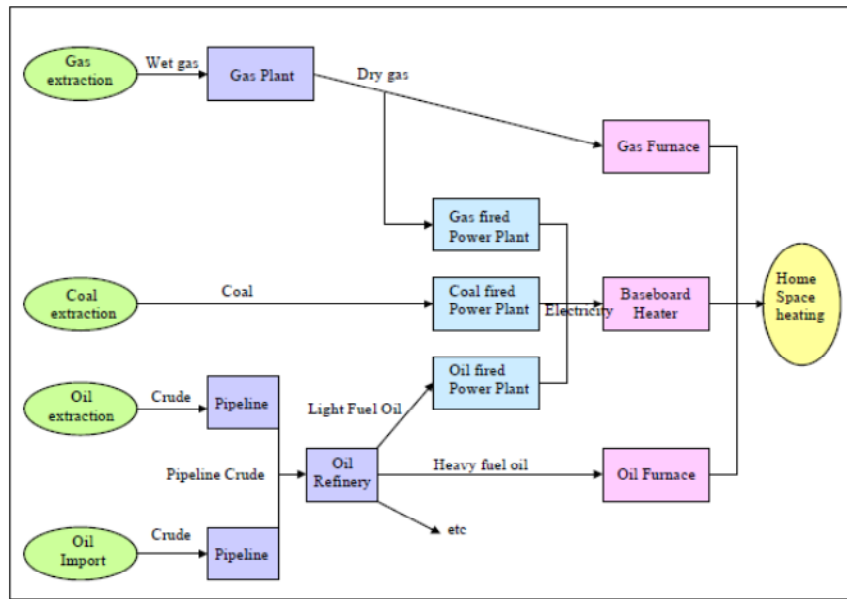 Gas
extraction
Wet gas
Gas Plant
Dry gas
Gas Furnace
Gas fired
Power Plant
Coal
extraction
Coal
Coal fired
Power Plant
Electricity
Baseboard
Heater
Home
Space
heating
Oil
extraction
Crude
Pipeline
Oil fired
Power Plant
Light Fuel Oil
Pipeline Crude
Oil
Refinery
Heavy fuel oil
Oil Furnace
etc
Oil
Import
Crude
Pipeline